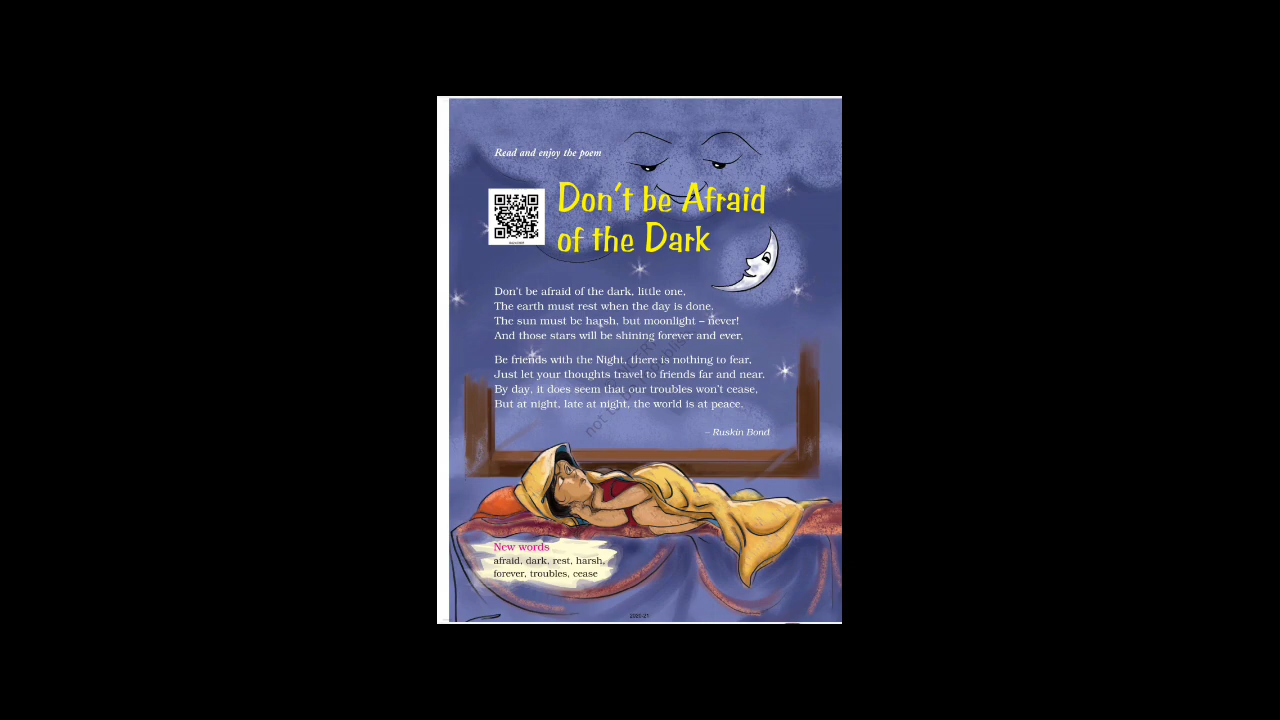 Read and enjoy the poem
Don't be Afraid
of the Dark
Don't be afraid of the dark, little one,
The earth must rest when the day is done.
The sun must be harsh, but moonlight – never!
And those stars will be shining forever and ever,
Be friends with the Night, there is nothing to fear,
Just let your thoughts travel to friends far and near.
By day, it does seem that our troubles won't cease,
But at night, late at night, the world is at peace.
– Ruskin Bond
New words
afraid, dark, rest, harsh,
forever, troubles, cease
2020-21